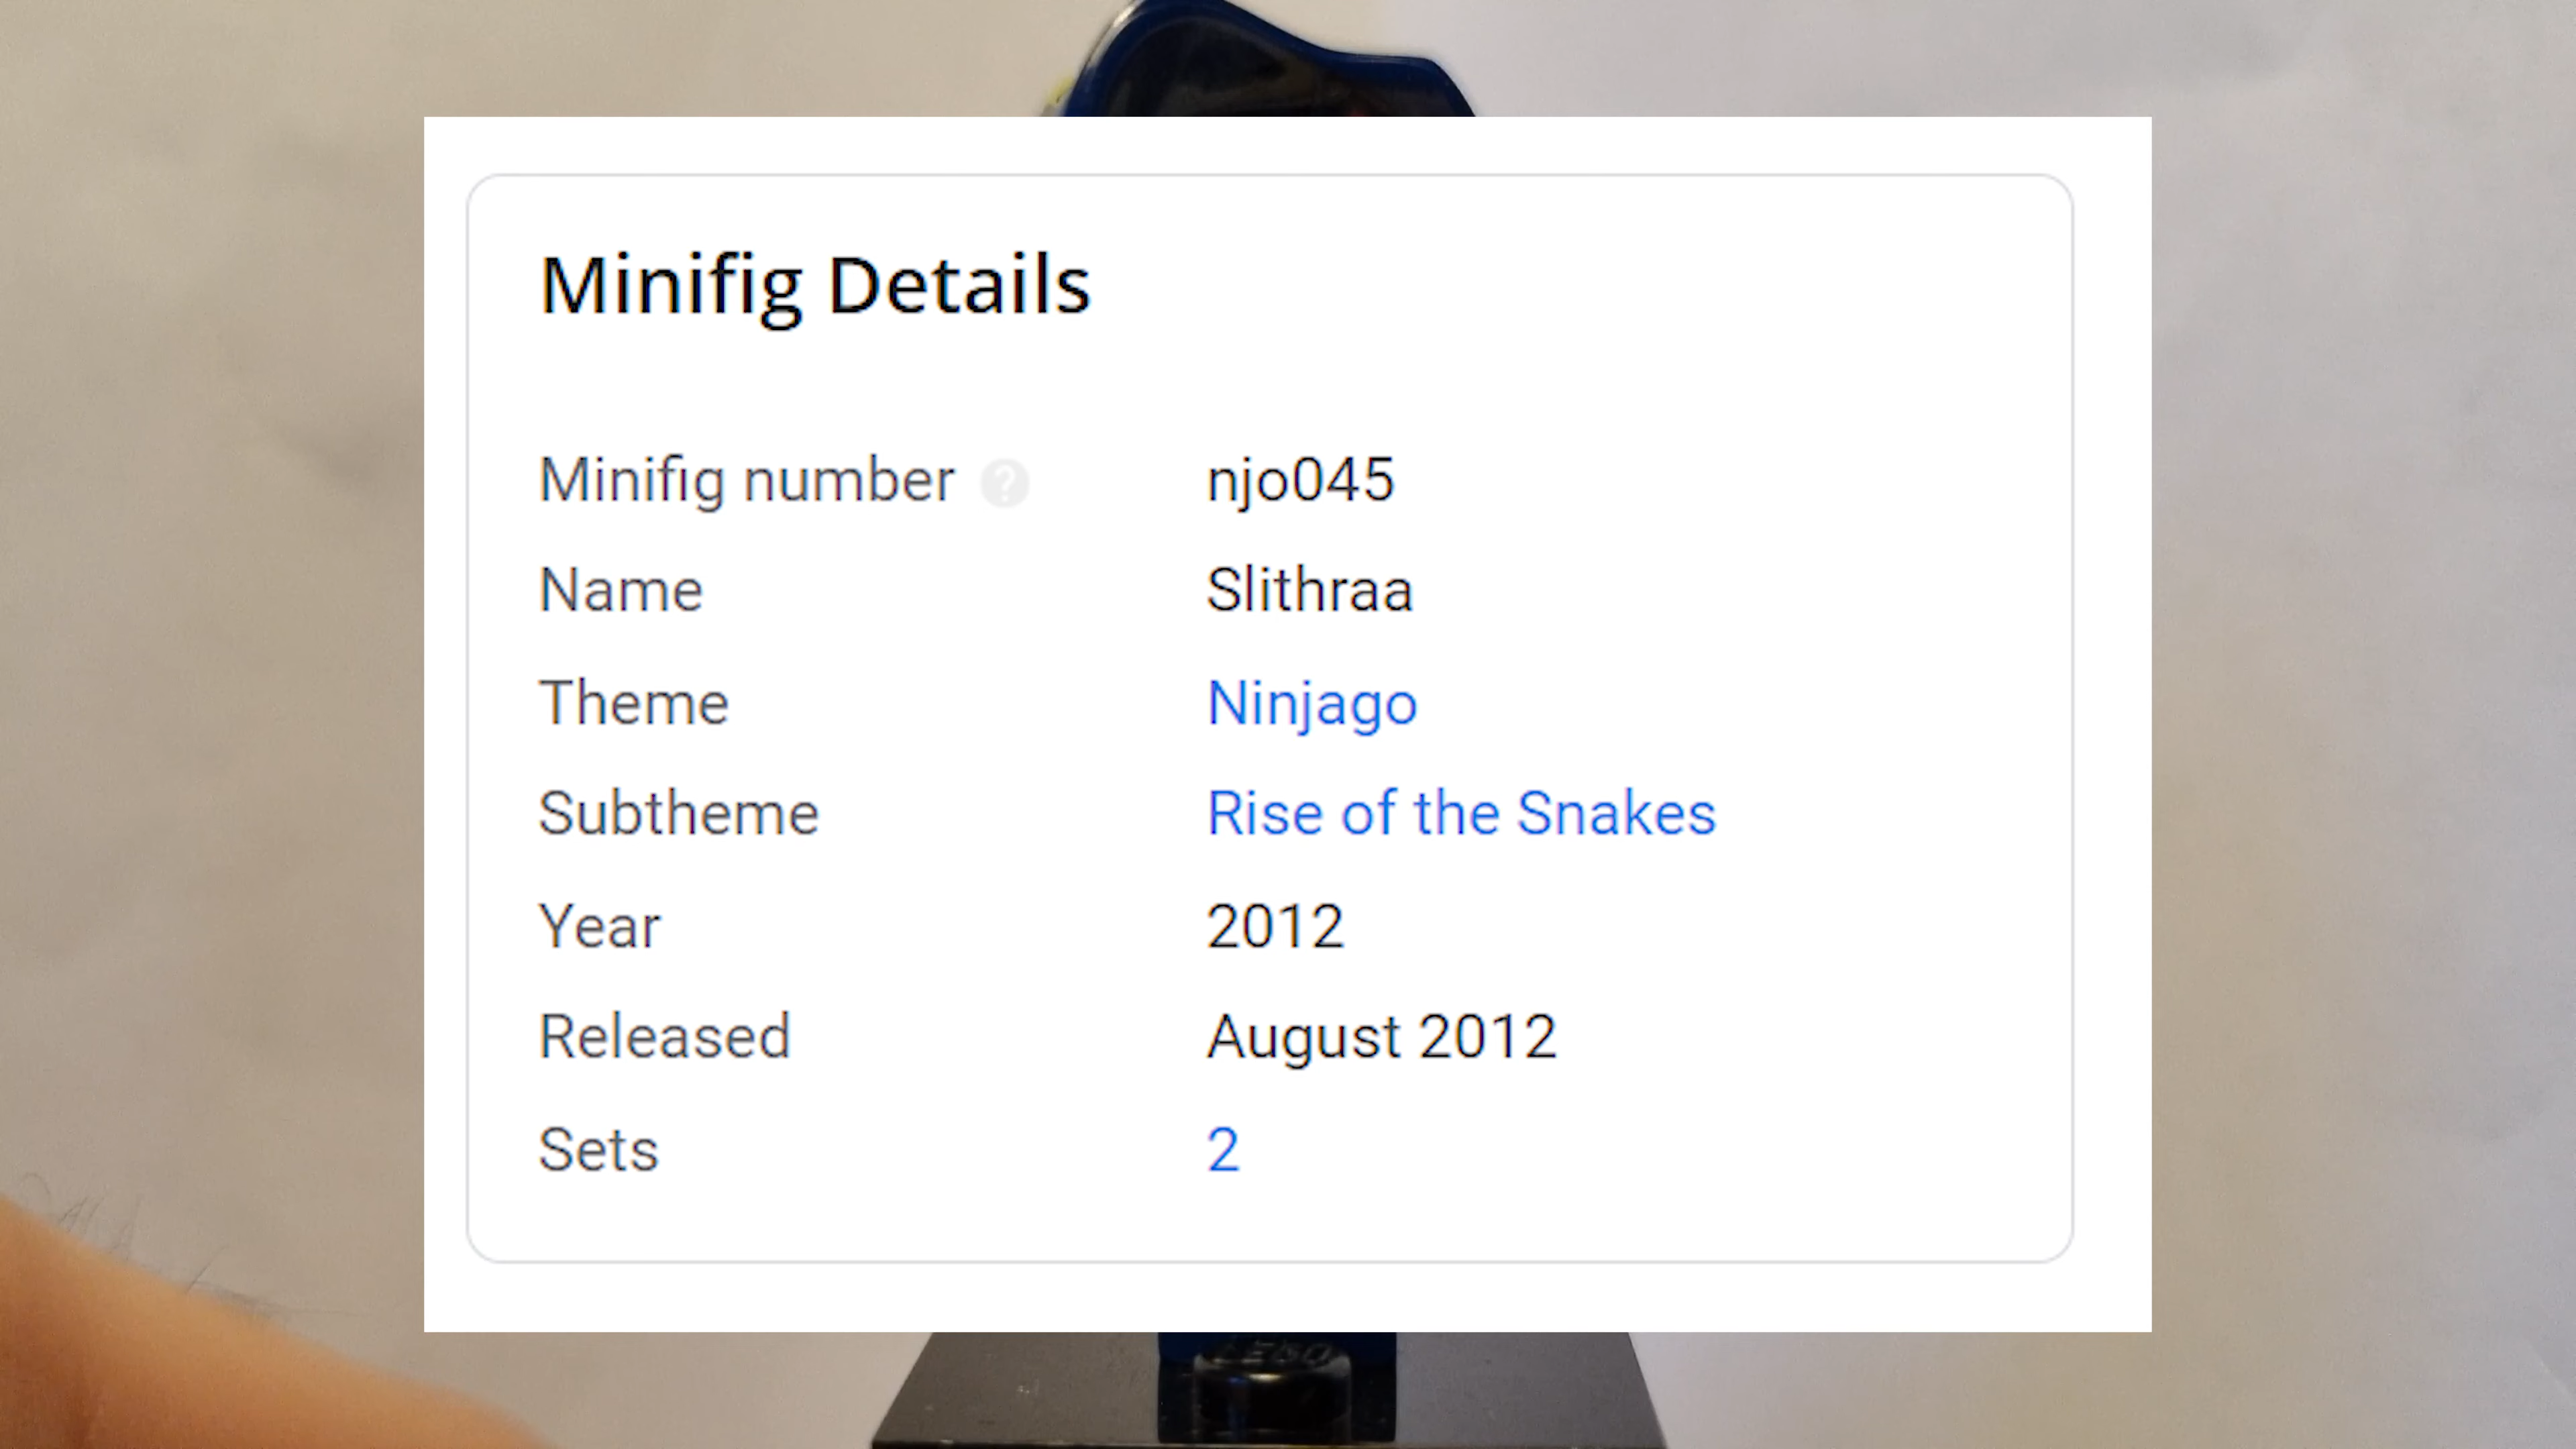 Minifig Details
Minifig number ? njo045
Name Slithraa
Theme Ninjago
Subtheme Rise of the Snakes
Year 2012
Released August 2012
Sets 2
LEGO